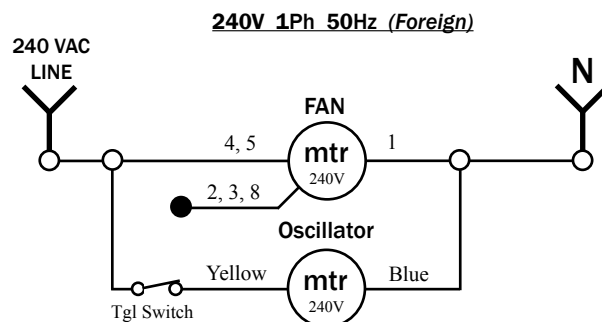 240V 1Ph 50Hz (Foreign)
240 VAC
LINE
N
FAN
4, 5
mtr
240V
1
2, 3, 8
Oscillator
Yellow
mtr
240V
Blue
Tgl Switch